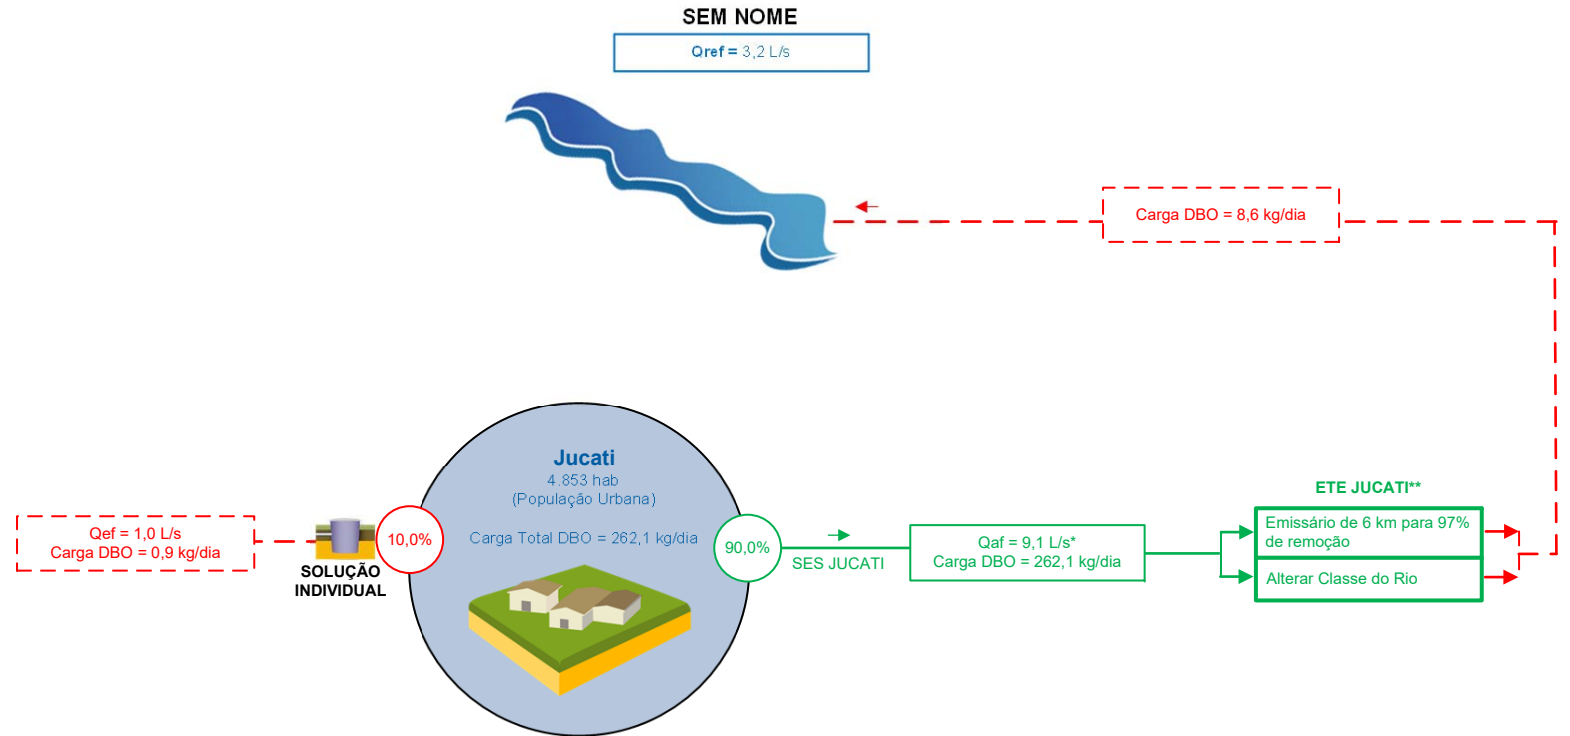 SEM NOME
Qref = 3,2 L/s
Carga DBO = 8,6 kg/dia
Jucati
4.853 hab
(População Urbana)
Carga Total DBO = 262,1 kg/dia
Qef = 1,0 L/s
Carga DBO = 0,9 kg/dia
SOLUÇÃO
INDIVIDUAL
10,0%
90,0%
SES JUCATI
Qaf = 9,1 L/s*
Carga DBO = 262,1 kg/dia
ETE JUCATI**
Emissário de 6 km para 97%
de remoção
Alterar Classe do Rio